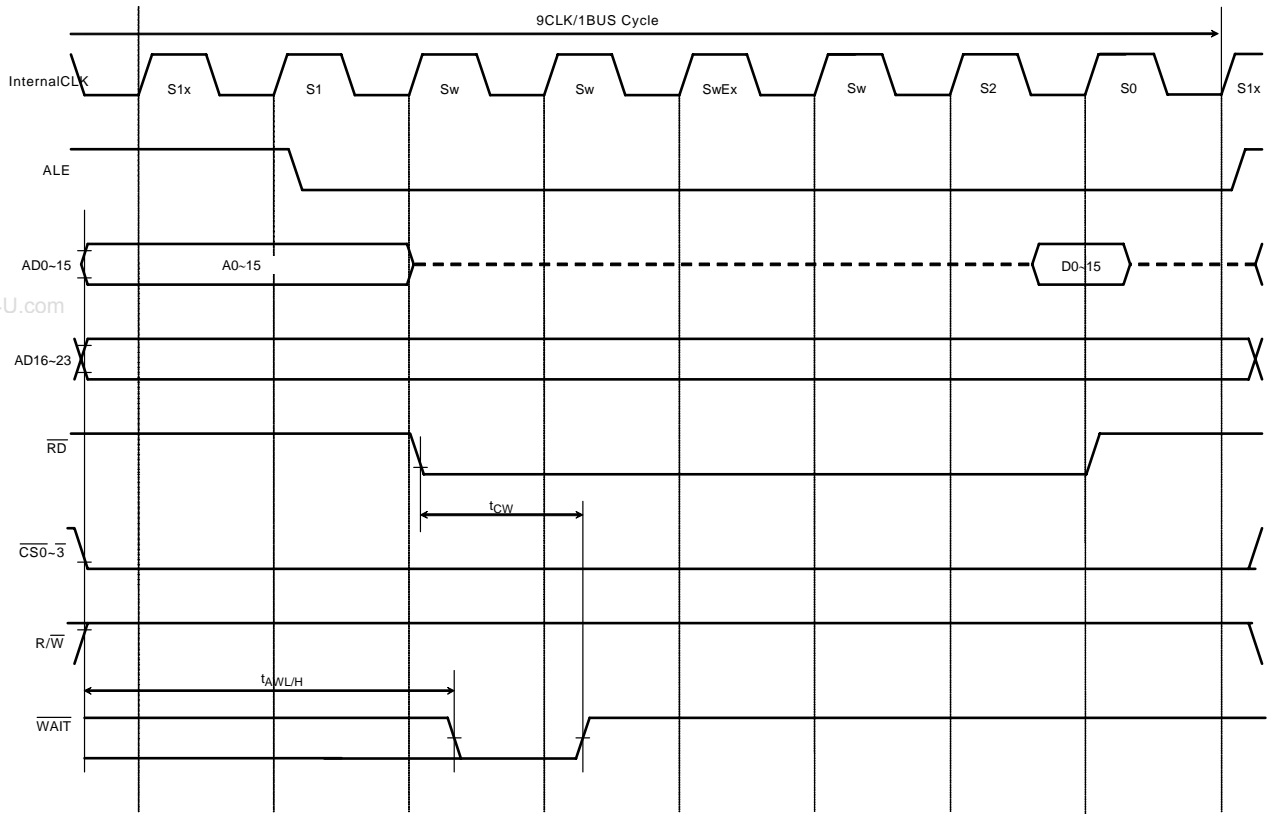 9CLK/1BUS Cycle
InternalCLK
S1x
S1
Sw
Sw
SwEx
Sw
S2
S0
S1x
ALE
AD0~15
A0~15
D0~15
4U.com
AD16~23
RD
tCW
CS0~3
R/W
tAWL/H
WAIT